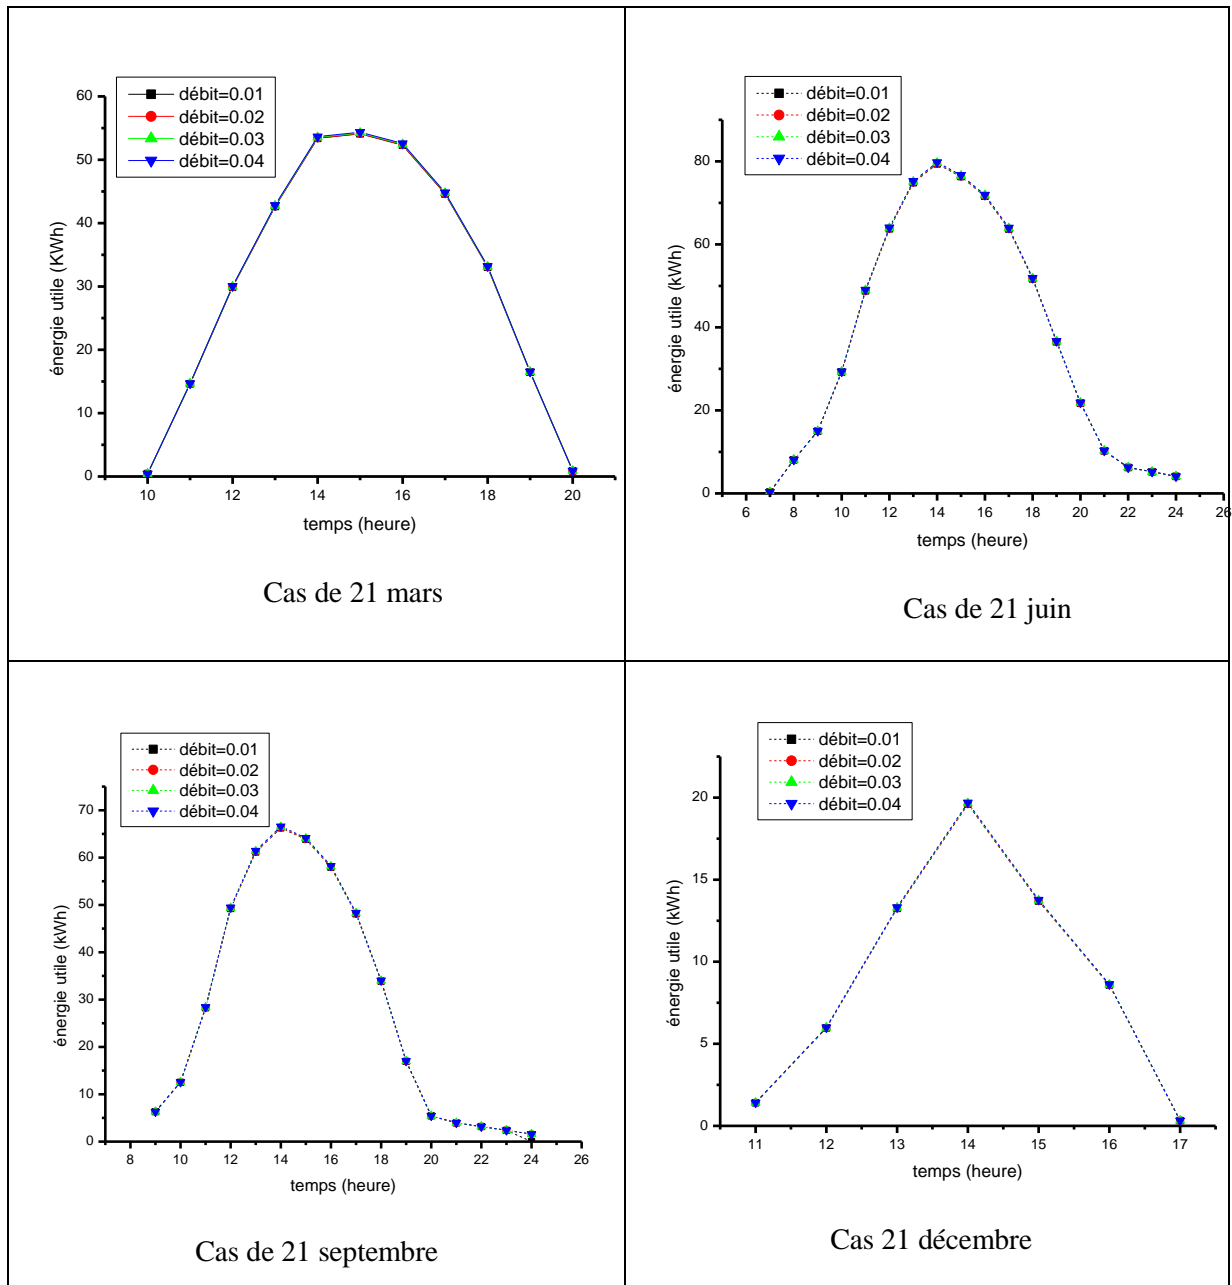 débit=0.01
débit=0.02
débit=0.03
débit=0.04
60
50
40
30
20
10
0
énergie utile (KWh)
10
12
14
16
18
20
temps (heure)
Cas de 21 mars
débit=0.01
débit=0.02
débit=0.03
débit=0.04
80
60
40
20
0
énergie utile (kWh)
6
8
10
12
14
16
18
20
22
24
26
temps (heure)
Cas de 21 juin
débit=0.01
débit=0.02
débit=0.03
débit=0.04
70
60
50
40
30
20
10
0
énergie utile (kWh)
8
10
12
14
16
18
20
22
24
26
temps (heure)
Cas de 21 septembre
débit=0.01
débit=0.02
débit=0.03
débit=0.04
20
15
10
5
0
énergie utile (kWh)
11
12
13
14
15
16
17
temps (heure)
Cas 21 décembre